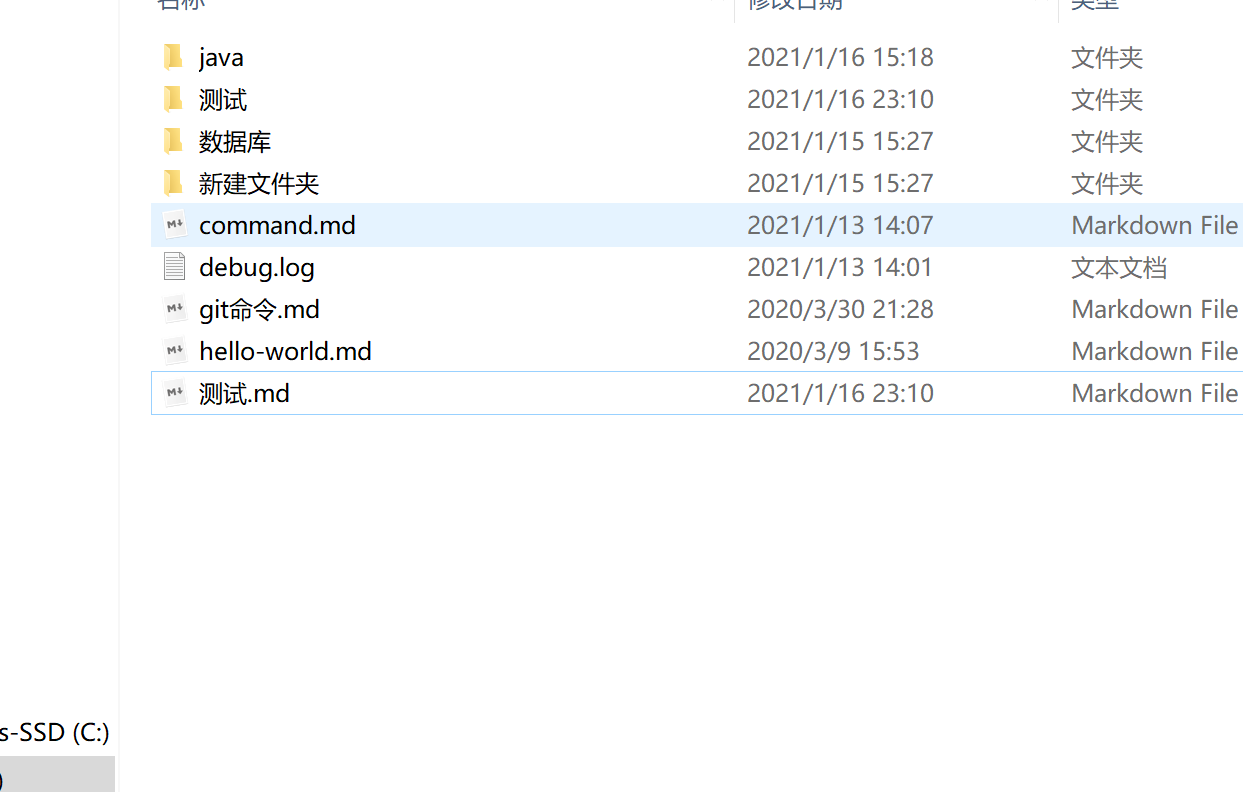 名称 修改日期 类型
java 2021/1/16 15:18 文件夹
测试 2021/1/16 23:10 文件夹
数据库 2021/1/15 15:27 文件夹
新建文件夹 2021/1/15 15:27 文件夹
command.md 2021/1/13 14:07 Markdown File
debug.log 2021/1/13 14:01 文本文档
git命令.md 2020/3/30 21:28 Markdown File
hello-world.md 2020/3/9 15:53 Markdown File
测试.md 2021/1/16 23:10 Markdown File
s-SSD (C:)
)